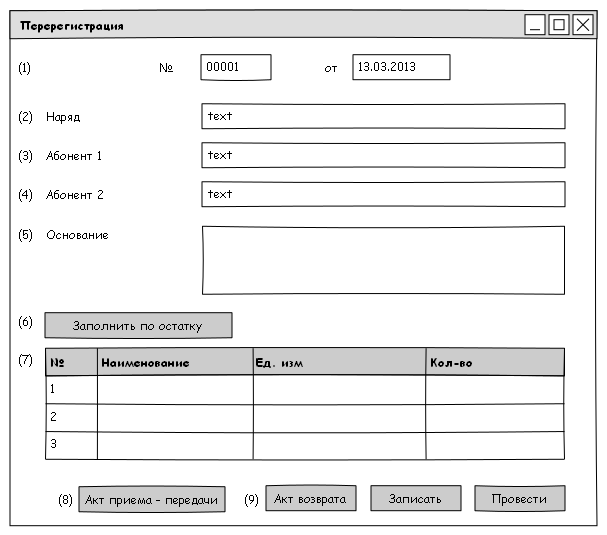 Перерегистрация
(1) № 00001 от 13.03.2013
(2) Наряд text
(3) Абонент 1 text
(4) Абонент 2 text
(5) Основание
(6) Заполнить по остатку
(7) № Наименование Ед. изм Кол-во
1
2
3
(8) Акт приема - передачи (9) Акт возврата Записать Провести